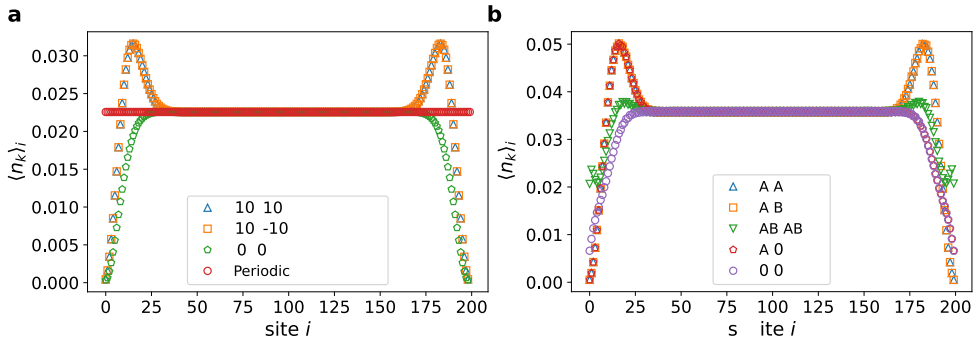 a
0.030
0.025
0.020
0.015
0.010
0.005
0.000
⟨n_k⟩_i
0 25 50 75 100 125 150 175 200
site i
10 10
10 -10
0 0
Periodic
b
0.05
0.04
0.03
0.02
0.01
0.00
⟨n_k⟩_i
0 25 50 75 100 125 150 175 200
s ite i
A A
A B
AB AB
A 0
0 0